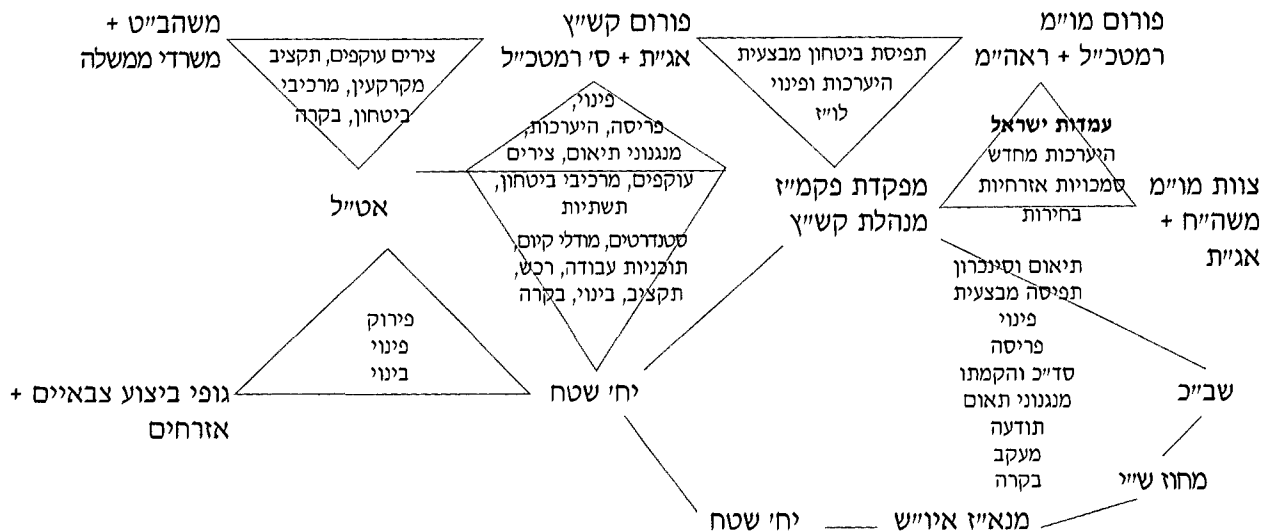 פורום מו"מ
רמטכ"ל + ראה"מ
פורום קש"ץ
אג"ת + ס' רמטכ"ל
משהב"ט +
משרדי ממשלה
תפיסת ביטחון מבצעית
היערכות ופינוי
לו"ז
צירים עוקפים, תקציב
מקרקעין, מרכיבי
ביטחון, בקרה
עמדות ישראל
היערכות מחדש
סמכויות אזרחיות
בחירות
פינוי,
פריסה, היערכות,
מנגנוני תיאום, צירים
עוקפים, מרכיבי ביטחון,
תשתיות
סטנדרטים, מודלי קיום,
תוכניות עבודה, רכש,
תקציב, בינוי, בקרה
צוות מו"מ
משה"ח +
אג"ת
מפקדת פקמ"ז
מנהלת קש"ץ
אט"ל
תיאום וסינכרון
תפיסה מבצעית
פינוי
פריסה
סד"כ והקמתו
מנגנוני תאום
תודעה
מעקב
בקרה
פירוק
פינוי
בינוי
שב"כ
יח' שטח
גופי ביצוע צבאיים +
אזרחים
מחוז ש"י
מנא"ז איו"ש
יח' שטח